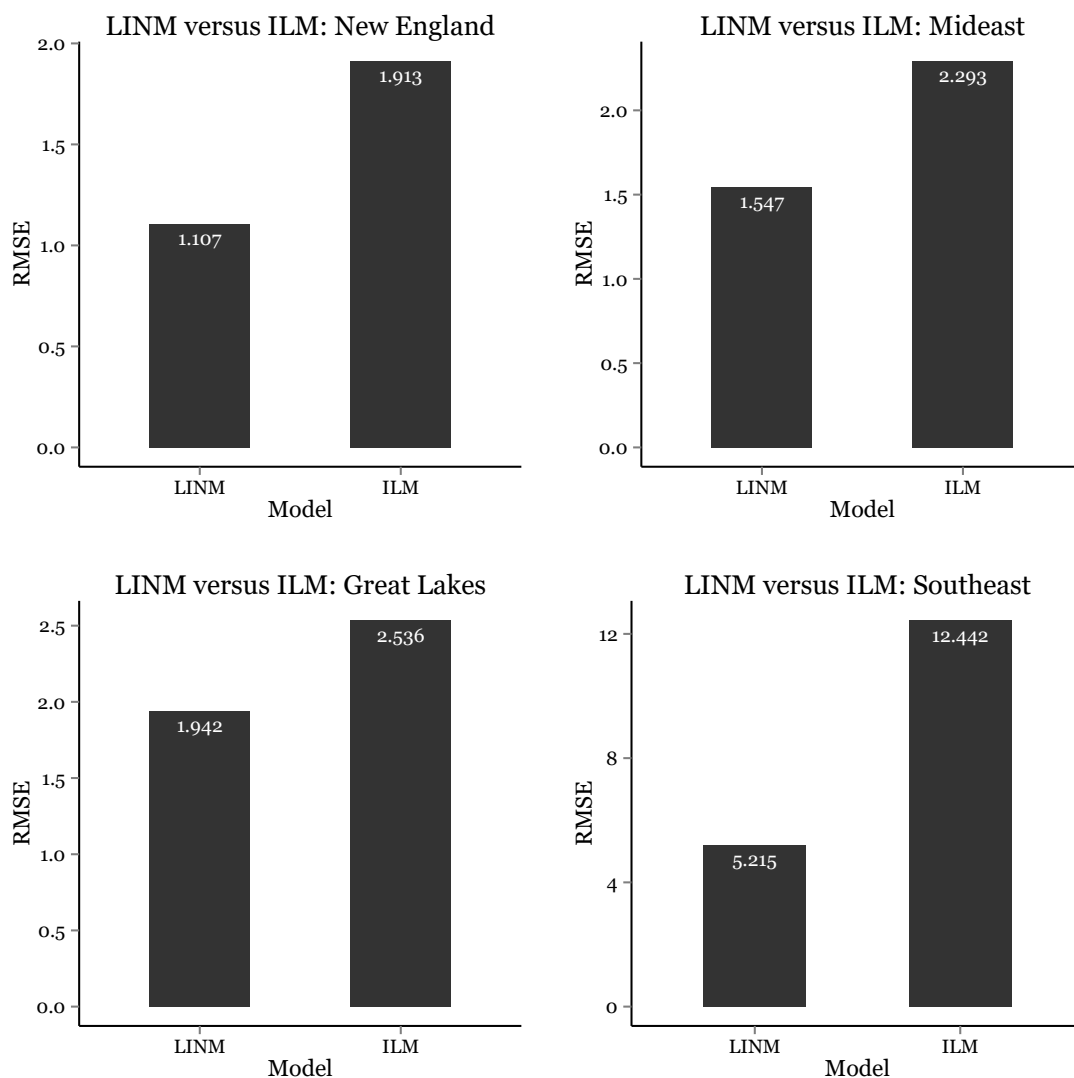 LINM versus ILM: New England
2.0
1.5
1.0
0.5
0.0
RMSE
1.107
1.913
LINM
ILM
Model
LINM versus ILM: Mideast
2.0
1.5
1.0
0.5
0.0
RMSE
1.547
2.293
LINM
ILM
Model
LINM versus ILM: Great Lakes
2.5
2.0
1.5
1.0
0.5
0.0
RMSE
1.942
2.536
LINM
ILM
Model
LINM versus ILM: Southeast
12
8
4
0
RMSE
5.215
12.442
LINM
ILM
Model